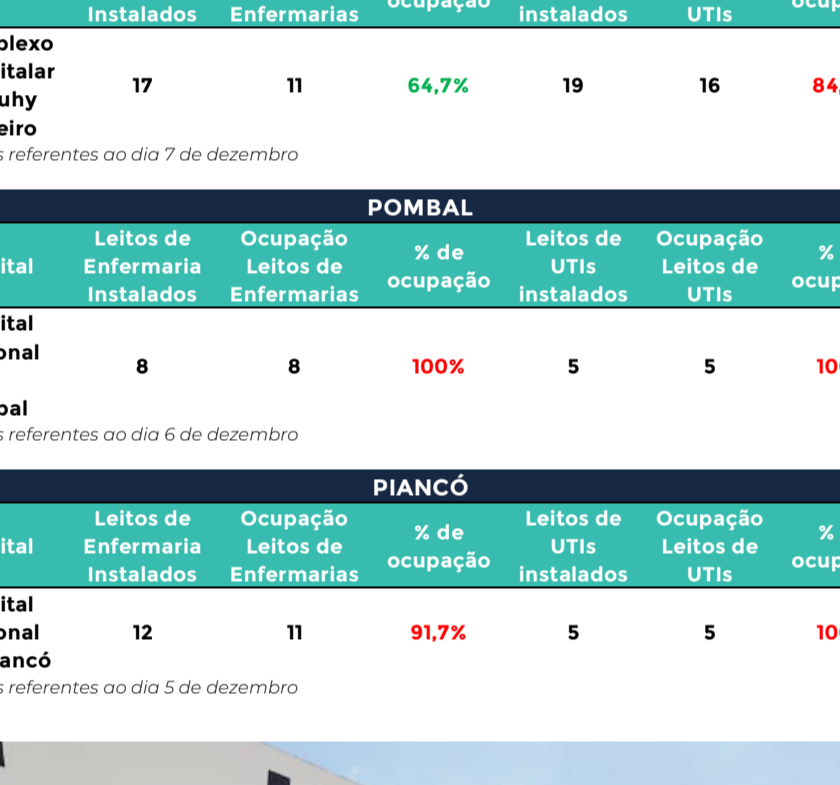 ocupação
Instalados Enfermarias instalados UTIs
plexo
italar
uhy
eiro
17 11 64,7% 19 16 84,
s referentes ao dia 7 de dezembro
POMBAL
ital
Leitos de Enfermaria Instalados
Ocupação Leitos de Enfermarias
% de ocupação
Leitos de UTIs instalados
Ocupação Leitos de UTIs
% ocup
ital
onal
bal
8 8 100% 5 5 10
s referentes ao dia 6 de dezembro
PIANCÓ
ital
Leitos de Enfermaria Instalados
Ocupação Leitos de Enfermarias
% de ocupação
Leitos de UTIs instalados
Ocupação Leitos de UTIs
% ocup
ital
onal
ancó
12 11 91,7% 5 5 10
s referentes ao dia 5 de dezembro